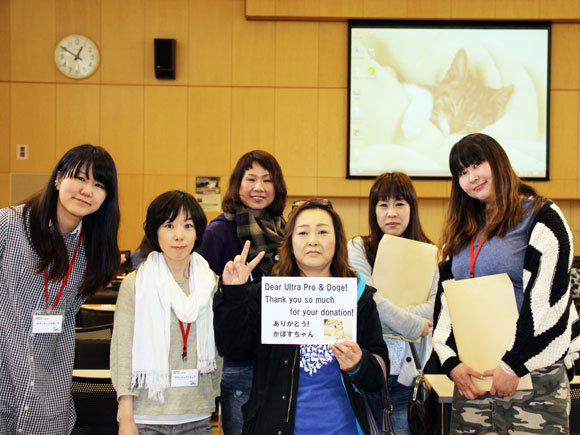 Dear Ultra Pro & Doge!
Thank you so much
for your donation!
ありがとう!
かぼすちゃん